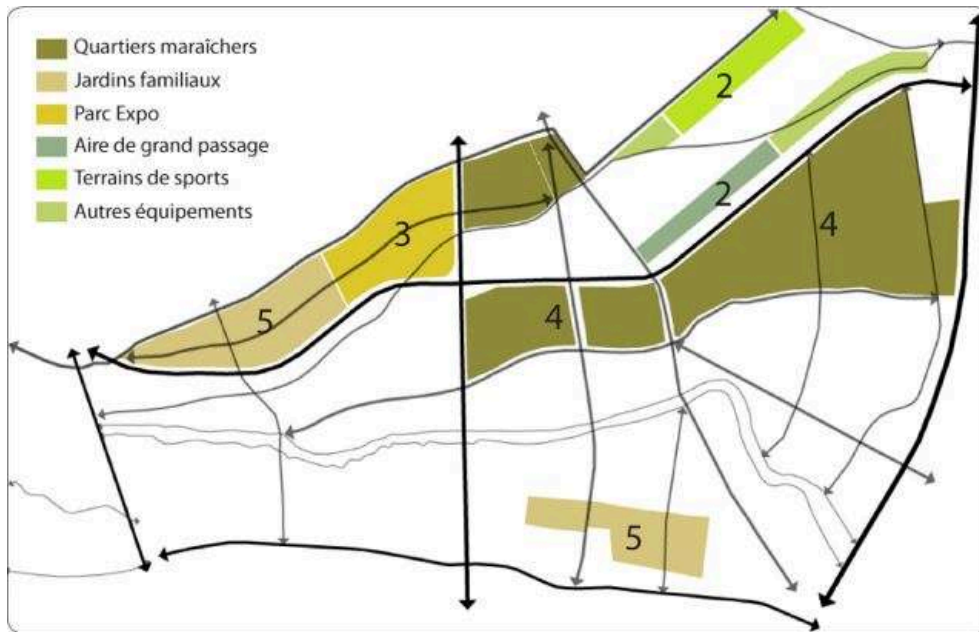 Quartiers maraîchers
Jardins familiaux
Parc Expo
Aire de grand passage
Terrains de sports
Autres équipements
2
2
3
4
5
4
5